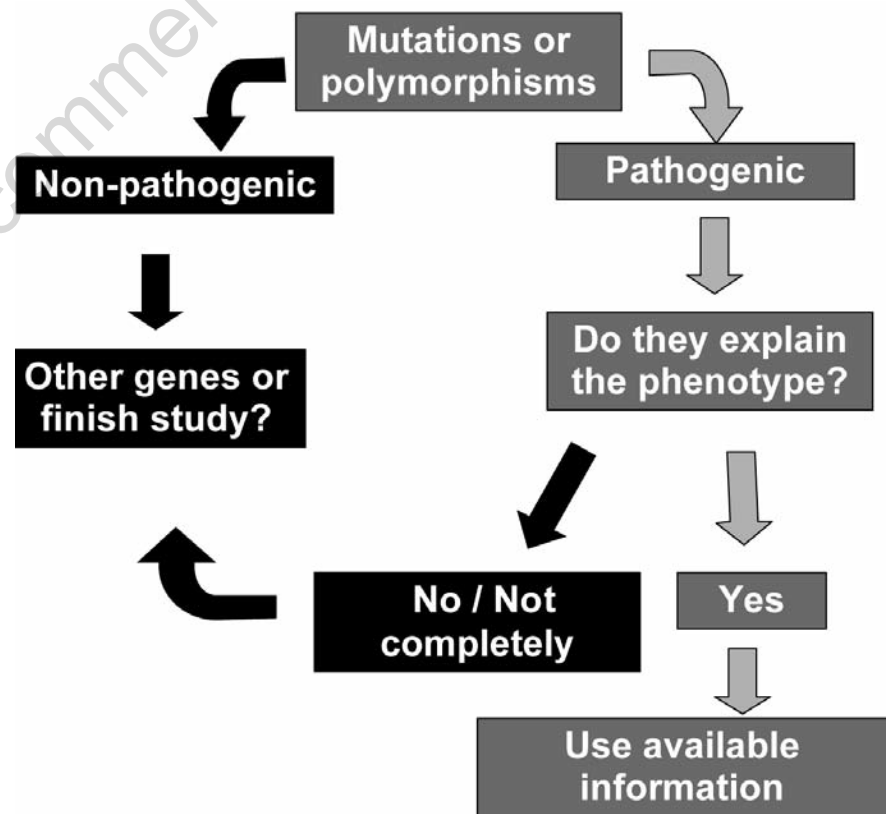 Mutations or
polymorphisms
Non-pathogenic
Pathogenic
Other genes or
finish study?
Do they explain
the phenotype?
No / Not
completely
Yes
Use available
information